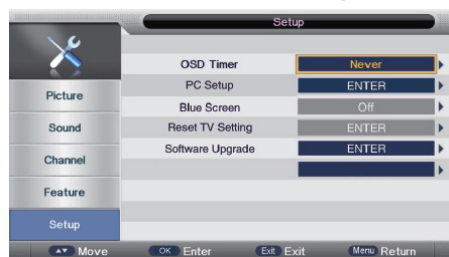 Setup
OSD Timer Never
PC Setup ENTER
Blue Screen Off
Reset TV Setting ENTER
Software Upgrade ENTER
Picture
Sound
Channel
Feature
Setup
Move OK Enter Exit Exit Menu Return